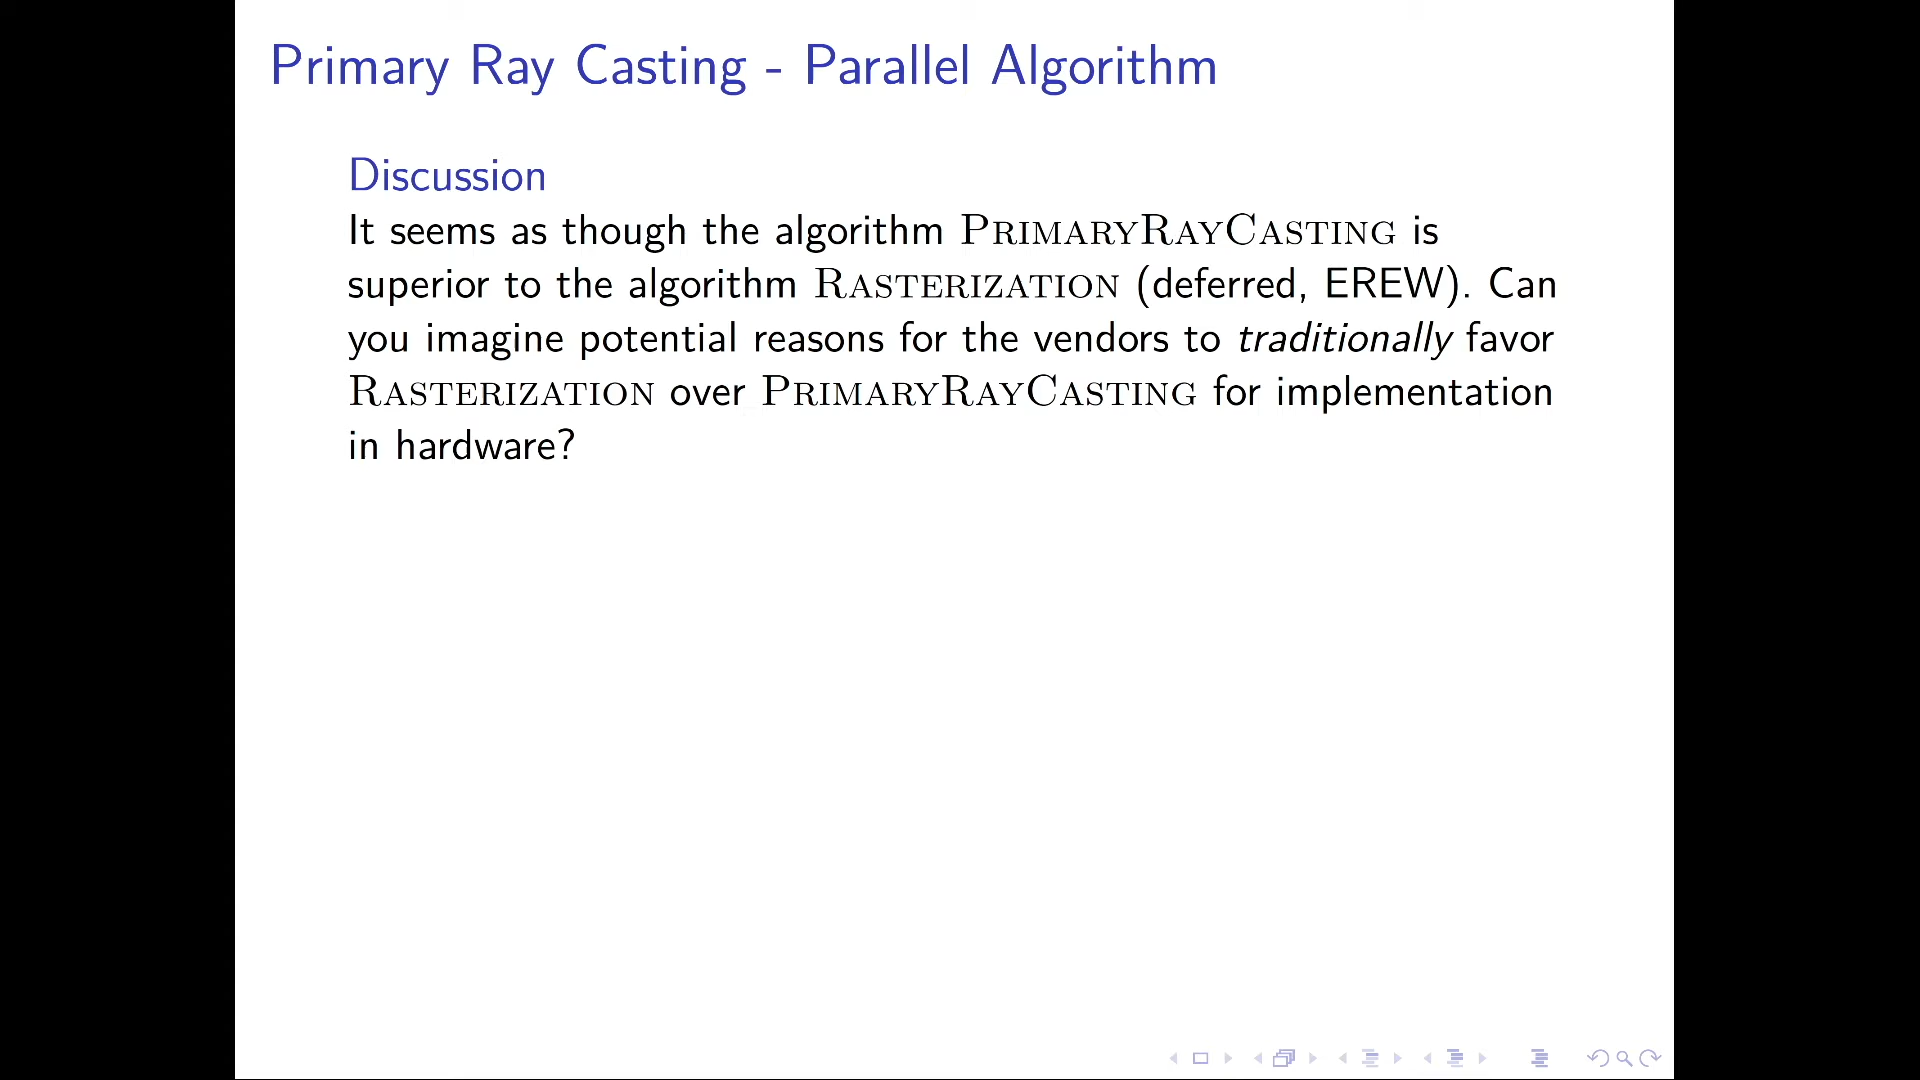 Primary Ray Casting - Parallel Algorithm
Discussion
It seems as though the algorithm PRIMARYRAYCASTING is
superior to the algorithm RASTERIZATION (deferred, EREW). Can
you imagine potential reasons for the vendors to traditionally favor
RASTERIZATION over PRIMARYRAYCASTING for implementation
in hardware?